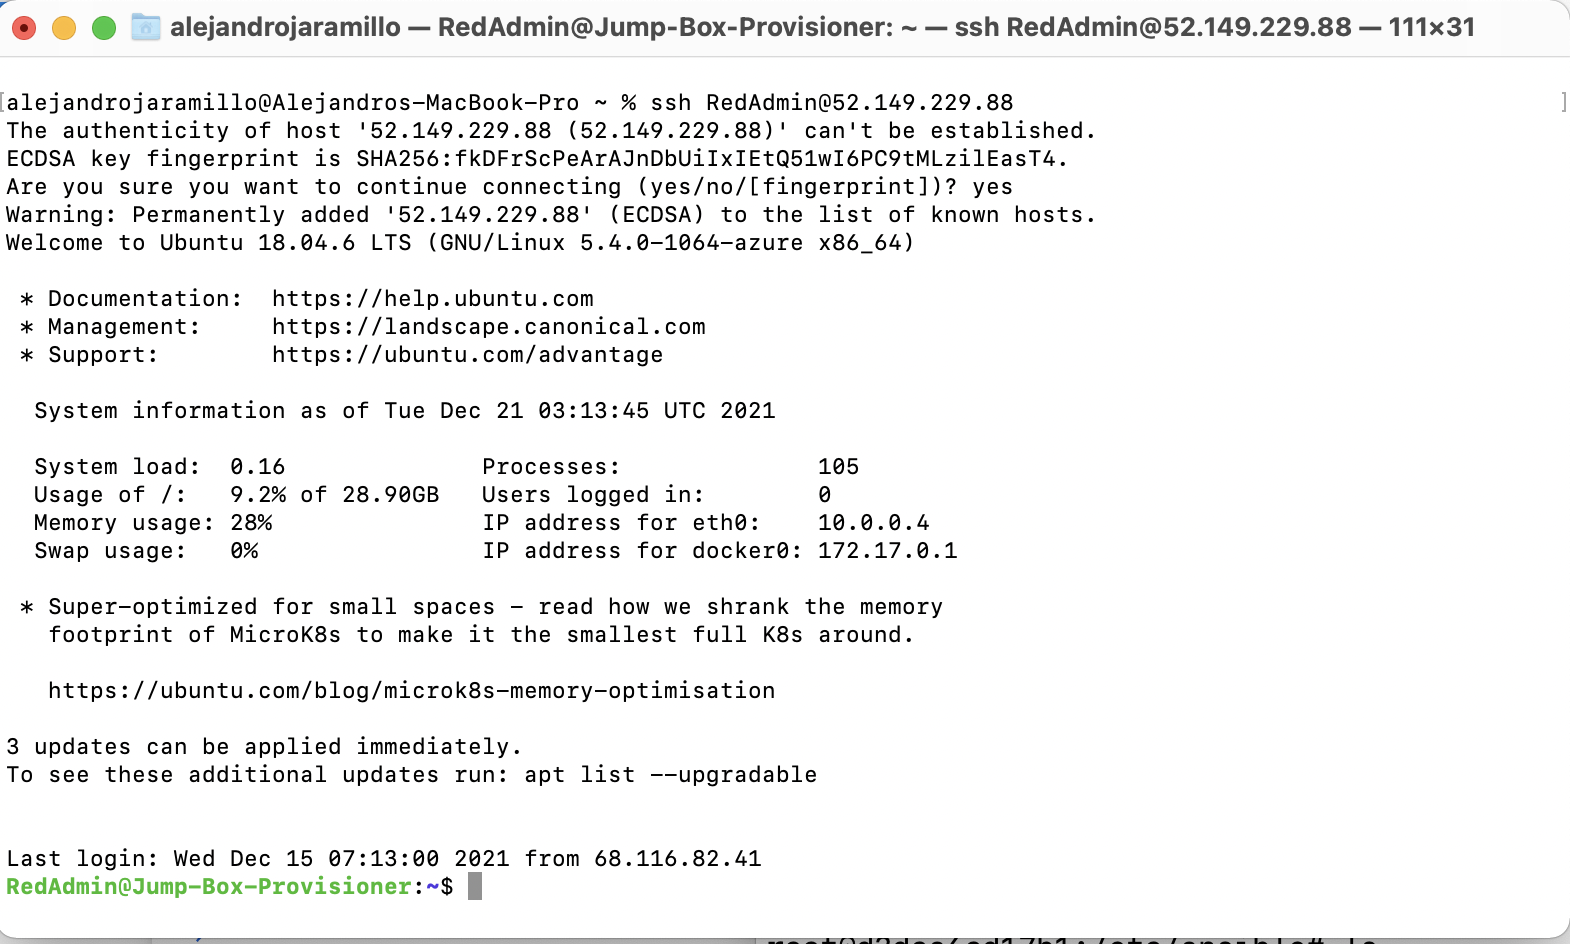 alejandrojaramillo — RedAdmin@Jump-Box-Provisioner: ~ — ssh RedAdmin@52.149.229.88 — 111×31
[alejandrojaramillo@Alejandros-MacBook-Pro ~ % ssh RedAdmin@52.149.229.88 ]
The authenticity of host '52.149.229.88 (52.149.229.88)' can't be established.
ECDSA key fingerprint is SHA256:fkDFrScPeArAJnDbUiIxIEtQ51wI6PC9tMLzilEasT4.
Are you sure you want to continue connecting (yes/no/[fingerprint])? yes
Warning: Permanently added '52.149.229.88' (ECDSA) to the list of known hosts.
Welcome to Ubuntu 18.04.6 LTS (GNU/Linux 5.4.0-1064-azure x86_64)
* Documentation:  https://help.ubuntu.com
* Management:     https://landscape.canonical.com
* Support:        https://ubuntu.com/advantage
System information as of Tue Dec 21 03:13:45 UTC 2021
System load:  0.16              Processes:              105
Usage of /:   9.2% of 28.90GB   Users logged in:        0
Memory usage: 28%               IP address for eth0:    10.0.0.4
Swap usage:   0%                IP address for docker0: 172.17.0.1
* Super-optimized for small spaces - read how we shrank the memory
footprint of MicroK8s to make it the smallest full K8s around.
https://ubuntu.com/blog/microk8s-memory-optimisation
3 updates can be applied immediately.
To see these additional updates run: apt list --upgradable
Last login: Wed Dec 15 07:13:00 2021 from 68.116.82.41
RedAdmin@Jump-Box-Provisioner:~$